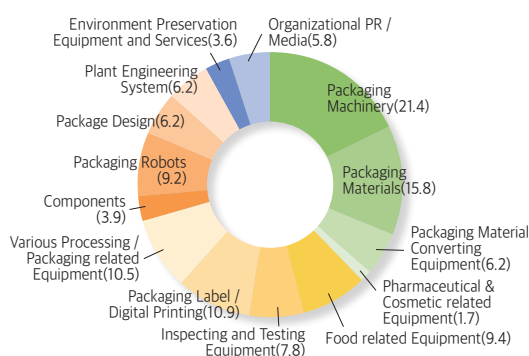 Environment Preservation
Equipment and Services(3.6)
Organizational PR /
Media(5.8)
Packaging
Machinery(21.4)
Packaging
Materials(15.8)
Packaging Material
Converting
Equipment(6.2)
Pharmaceutical &
Cosmetic related
Equipment(1.7)
Food related Equipment(9.4)
Inspecting and Testing
Equipment(7.8)
Packaging Label /
Digital Printing(10.9)
Various Processing /
Packaging related
Equipment(10.5)
Components
(3.9)
Packaging Robots
(9.2)
Package Design(6.2)
Plant Engineering
System(6.2)